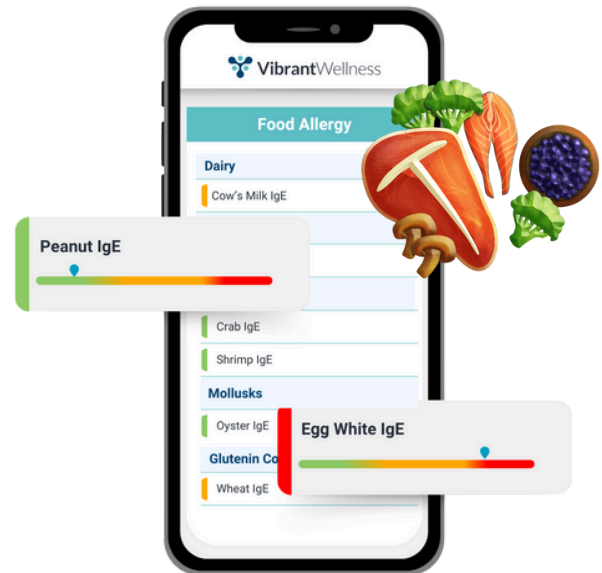 VibrantWellness
Food Allergy
Dairy
Cow's Milk IgE
Peanut IgE
Crab IgE
Shrimp IgE
Mollusks
Oyster IgE
Egg White IgE
Glutenin Co
Wheat IgE